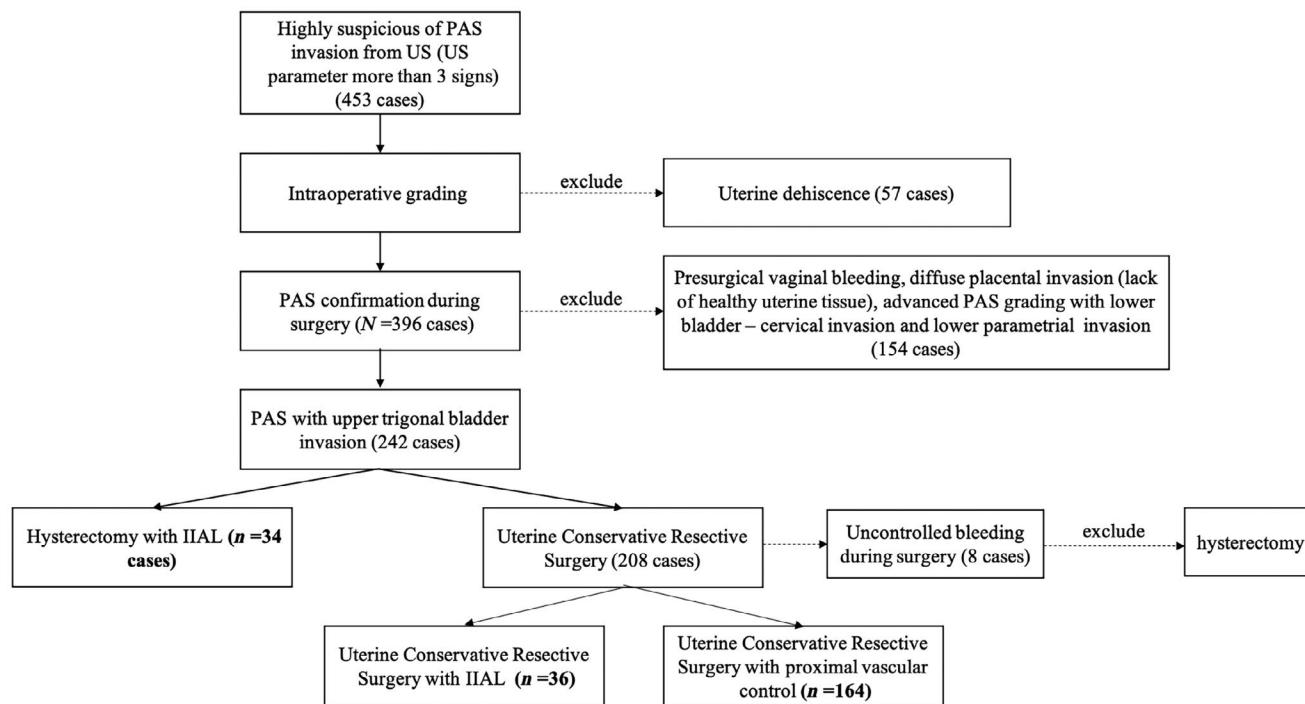 Highly suspicious of PAS
invasion from US (US
parameter more than 3 signs)
(453 cases)
Intraoperative grading
exclude
Uterine dehiscence (57 cases)
PAS confirmation during
surgery (N =396 cases)
exclude
Presurgical vaginal bleeding, diffuse placental invasion (lack
of healthy uterine tissue), advanced PAS grading with lower
bladder – cervical invasion and lower parametrial invasion
(154 cases)
PAS with upper trigonal bladder
invasion (242 cases)
Hysterectomy with IIAL (n =34
cases)
Uterine Conservative Resective
Surgery (208 cases)
Uncontrolled bleeding
during surgery (8 cases)
exclude
hysterectomy
Uterine Conservative Resective
Surgery with IIAL (n =36)
Uterine Conservative Resective
Surgery with proximal vascular
control (n =164)